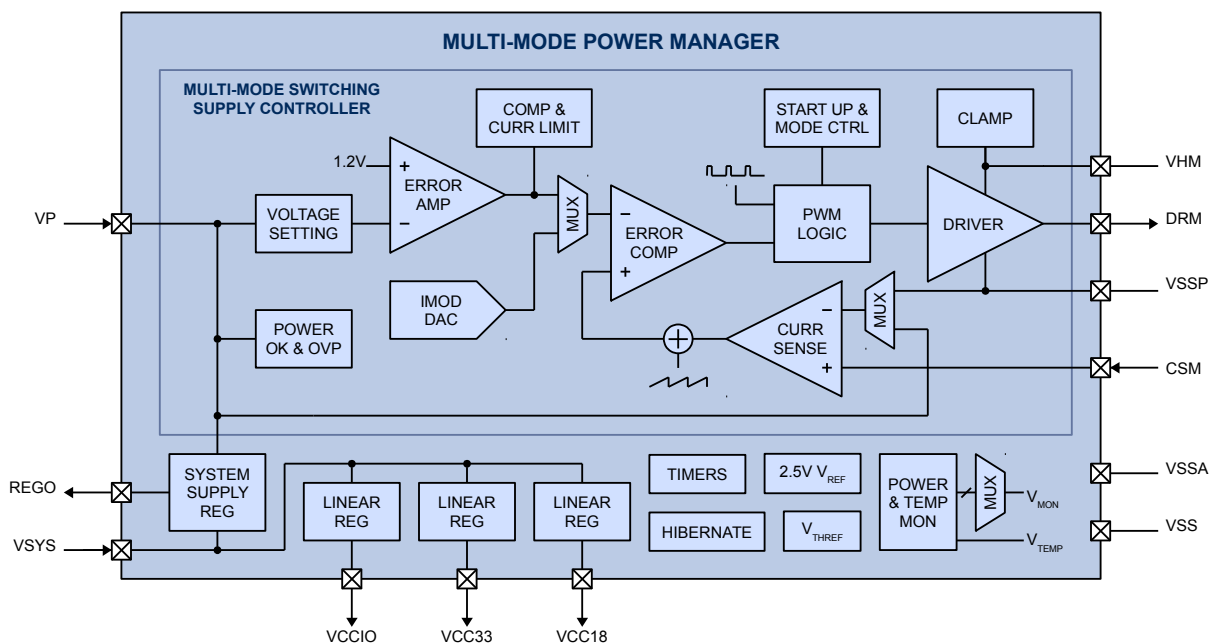 MULTI-MODE POWER MANAGER
MULTI-MODE SWITCHING
SUPPLY CONTROLLER
COMP &
CURR LIMIT
START UP &
MODE CTRL
CLAMP
1.2V
+
ERROR
AMP
−
VP
VOLTAGE
SETTING
MUX
−
ERROR
COMP
+
PWM
LOGIC
DRIVER
VHM
DRM
VSSP
CSM
IMOD
DAC
POWER
OK & OVP
+
−
CURR
SENSE
+
MUX
REGO
SYSTEM
SUPPLY
REG
VSYS
LINEAR
REG
LINEAR
REG
LINEAR
REG
TIMERS
2.5V VREF
HIBERNATE
VTHREF
POWER
& TEMP
MON
MUX
VMON
VTEMP
VSSA
VSS
VCCIO
VCC33
VCC18